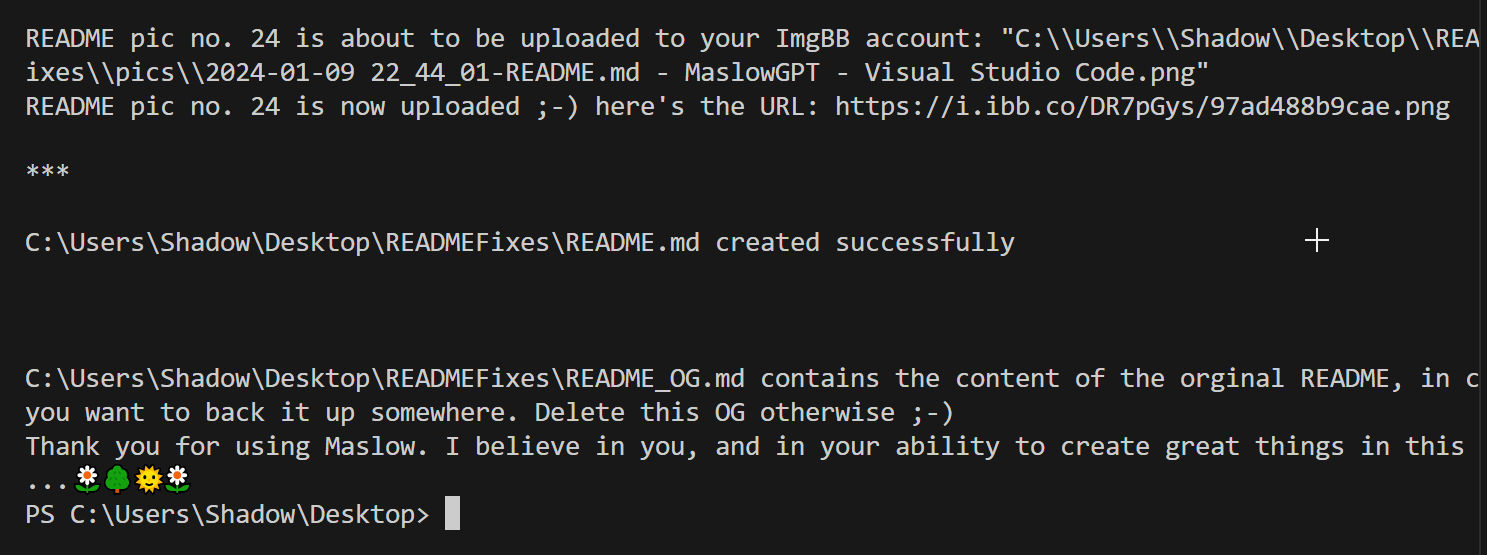 README pic no. 24 is about to be uploaded to your ImgBB account: "C:\\Users\\Shadow\\Desktop\\REA
ixes\\pics\\2024-01-09 22_44_01-README.md - MaslowGPT - Visual Studio Code.png"
README pic no. 24 is now uploaded ;-) here's the URL: https://i.ibb.co/DR7pGys/97ad488b9cae.png
***
C:\Users\Shadow\Desktop\READMEFixes\README.md created successfully
C:\Users\Shadow\Desktop\READMEFixes\README_OG.md contains the content of the orginal README, in c
you want to back it up somewhere. Delete this OG otherwise ;-)
Thank you for using Maslow. I believe in you, and in your ability to create great things in this
...🌼🌳🌞🌼
PS C:\Users\Shadow\Desktop>